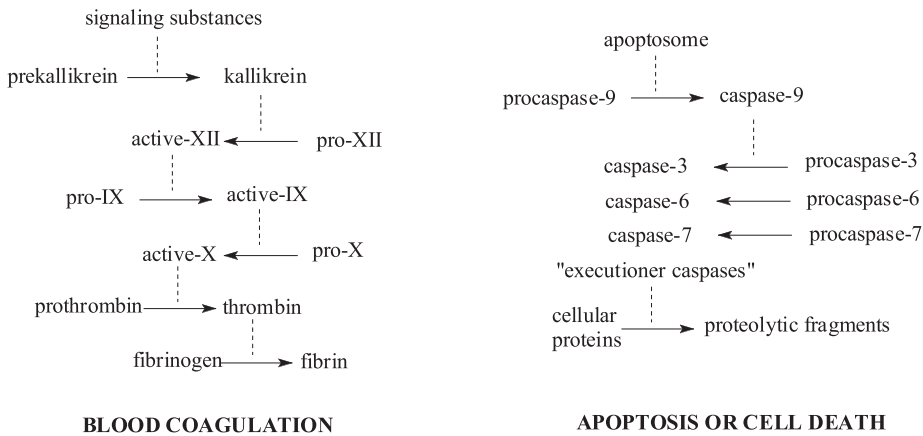 signaling substances
prekallikrein kallikrein
active-XII pro-XII
pro-IX active-IX
active-X pro-X
prothrombin thrombin
fibrinogen fibrin
BLOOD COAGULATION
apoptosome
procaspase-9 caspase-9
caspase-3 procaspase-3
caspase-6 procaspase-6
caspase-7 procaspase-7
"executioner caspases"
cellular
proteins proteolytic fragments
APOPTOSIS OR CELL DEATH